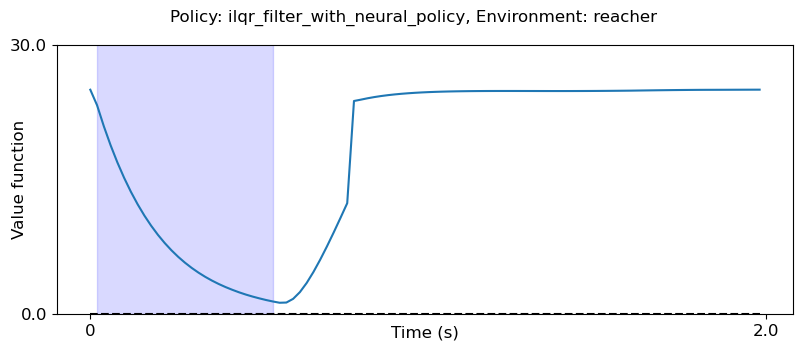 Policy: ilqr_filter_with_neural_policy, Environment: reacher
30.0
Value function
0.0
0
Time (s)
2.0